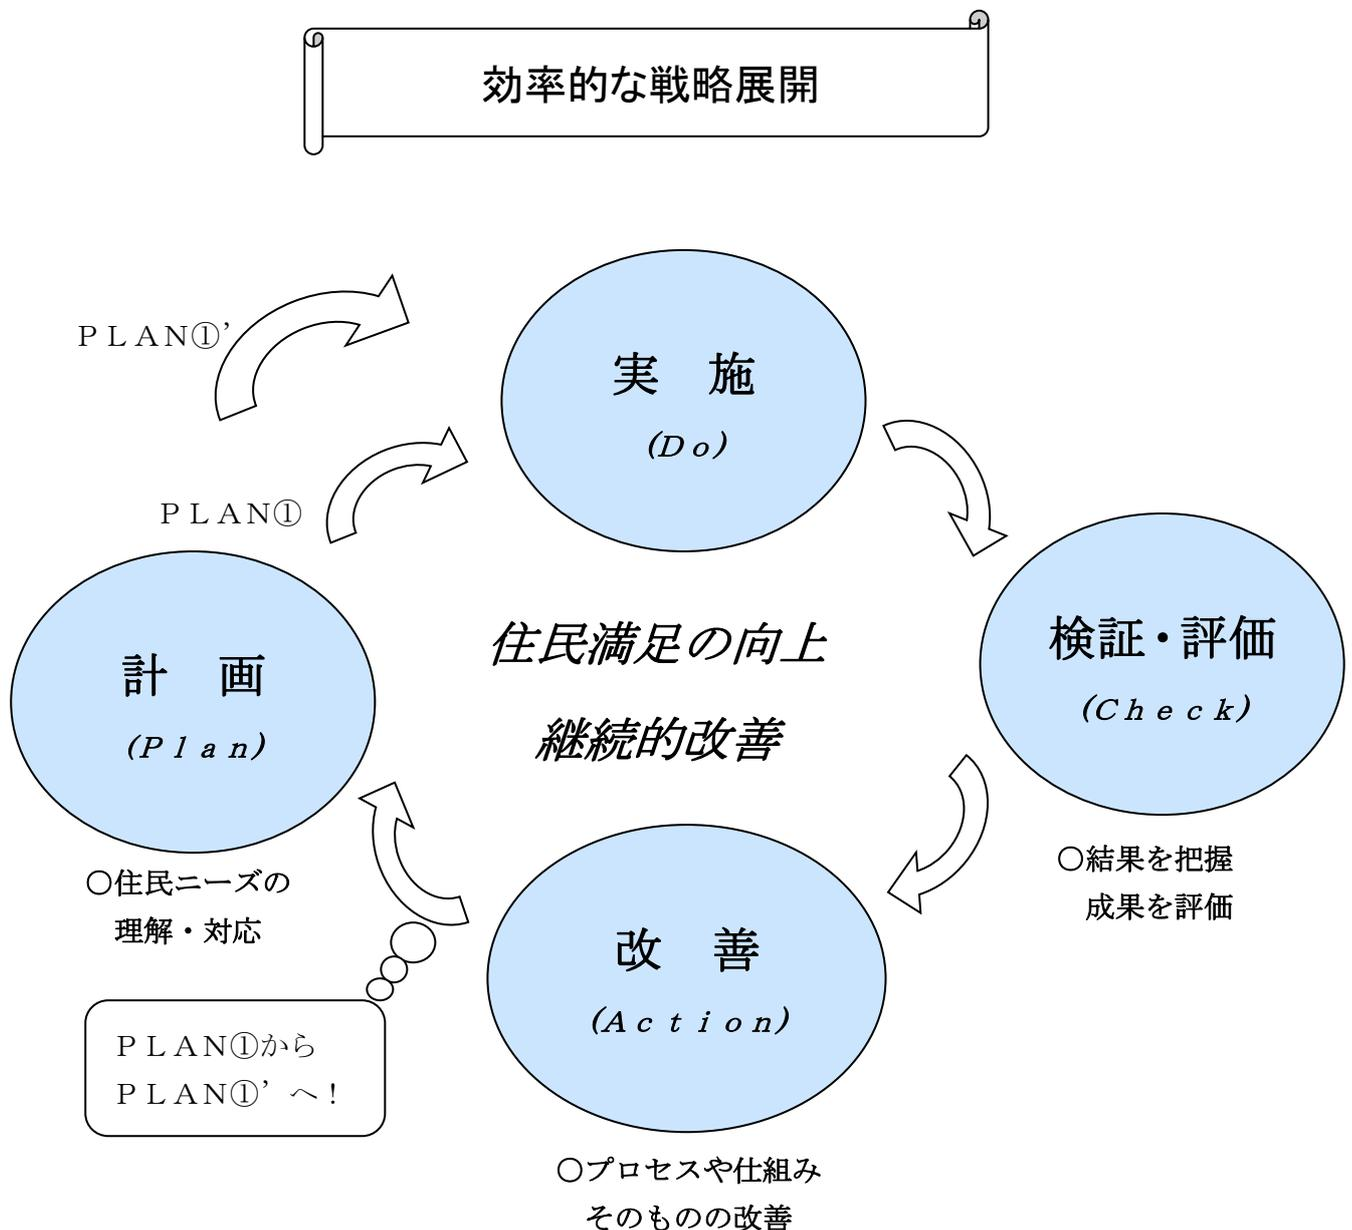 効率的な戦略展開
ＰＬＡＮ①’
実　施
(Ｄｏ)
ＰＬＡＮ①
計　画
(Ｐｌａｎ)
住民満足の向上
継続的改善
検証・評価
(Ｃｈｅｃｋ)
〇住民ニーズの
理解・対応
〇結果を把握
成果を評価
改　善
(Ａｃｔｉｏｎ)
ＰＬＡＮ①から
ＰＬＡＮ①’へ！
〇プロセスや仕組み
そのものの改善